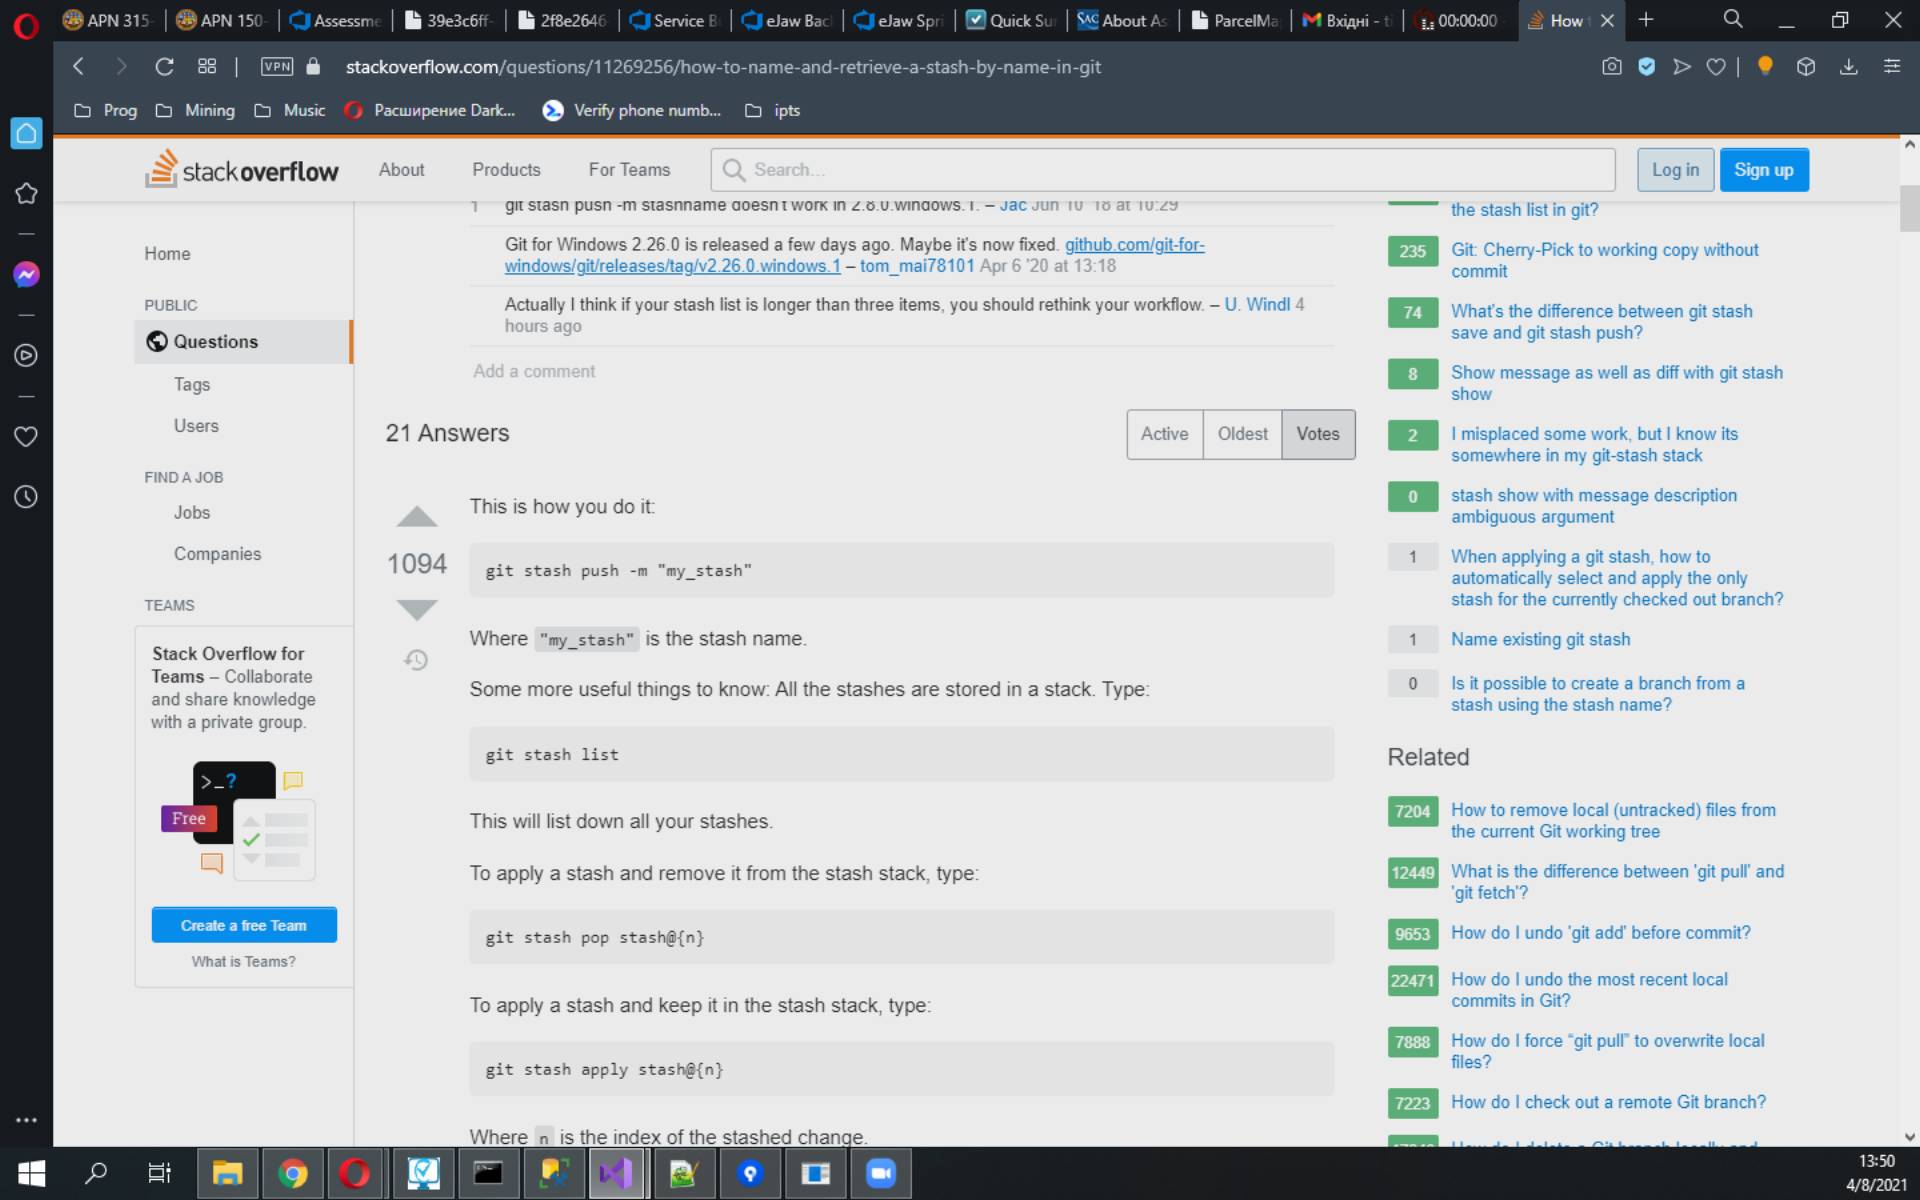 APN 315-
APN 150-
Assessme
39e3c6ff-
2f8e2646
Service B
eJaw Bac
eJaw Spri
Quick Su
SAC About As
ParcelMa
Вхідні - ti
00:00:00
How t
VPN stackoverflow.com/questions/11269256/how-to-name-and-retrieve-a-stash-by-name-in-git
Prog
Mining
Music
Расширение Dark...
Verify phone numb...
ipts
stackoverflow
About
Products
For Teams
Search...
Log in
Sign up
Home
PUBLIC
Questions
Tags
Users
FIND A JOB
Jobs
Companies
TEAMS
Stack Overflow for
Teams – Collaborate
and share knowledge
with a private group.
>_?
Free
Create a free Team
What is Teams?
1 git stash push -m stashname doesn't work in 2.8.0.windows.1. – Jac Jun 10 '18 at 10:29
Git for Windows 2.26.0 is released a few days ago. Maybe it's now fixed. github.com/git-for-
windows/git/releases/tag/v2.26.0.windows.1 – tom_mai78101 Apr 6 '20 at 13:18
Actually I think if your stash list is longer than three items, you should rethink your workflow. – U. Windl 4
hours ago
Add a comment
21 Answers
Active
Oldest
Votes
1094
This is how you do it:
git stash push -m "my_stash"
Where "my_stash" is the stash name.
Some more useful things to know: All the stashes are stored in a stack. Type:
git stash list
This will list down all your stashes.
To apply a stash and remove it from the stash stack, type:
git stash pop stash@{n}
To apply a stash and keep it in the stash stack, type:
git stash apply stash@{n}
Where n is the index of the stashed change.
the stash list in git?
235 Git: Cherry-Pick to working copy without
commit
74 What's the difference between git stash
save and git stash push?
8 Show message as well as diff with git stash
show
2 I misplaced some work, but I know its
somewhere in my git-stash stack
0 stash show with message description
ambiguous argument
1 When applying a git stash, how to
automatically select and apply the only
stash for the currently checked out branch?
1 Name existing git stash
0 Is it possible to create a branch from a
stash using the stash name?
Related
7204 How to remove local (untracked) files from
the current Git working tree
12449 What is the difference between 'git pull' and
'git fetch'?
9653 How do I undo 'git add' before commit?
22471 How do I undo the most recent local
commits in Git?
7888 How do I force “git pull” to overwrite local
files?
7223 How do I check out a remote Git branch?
How do I delete a Git branch locally and
13:50
4/8/2021